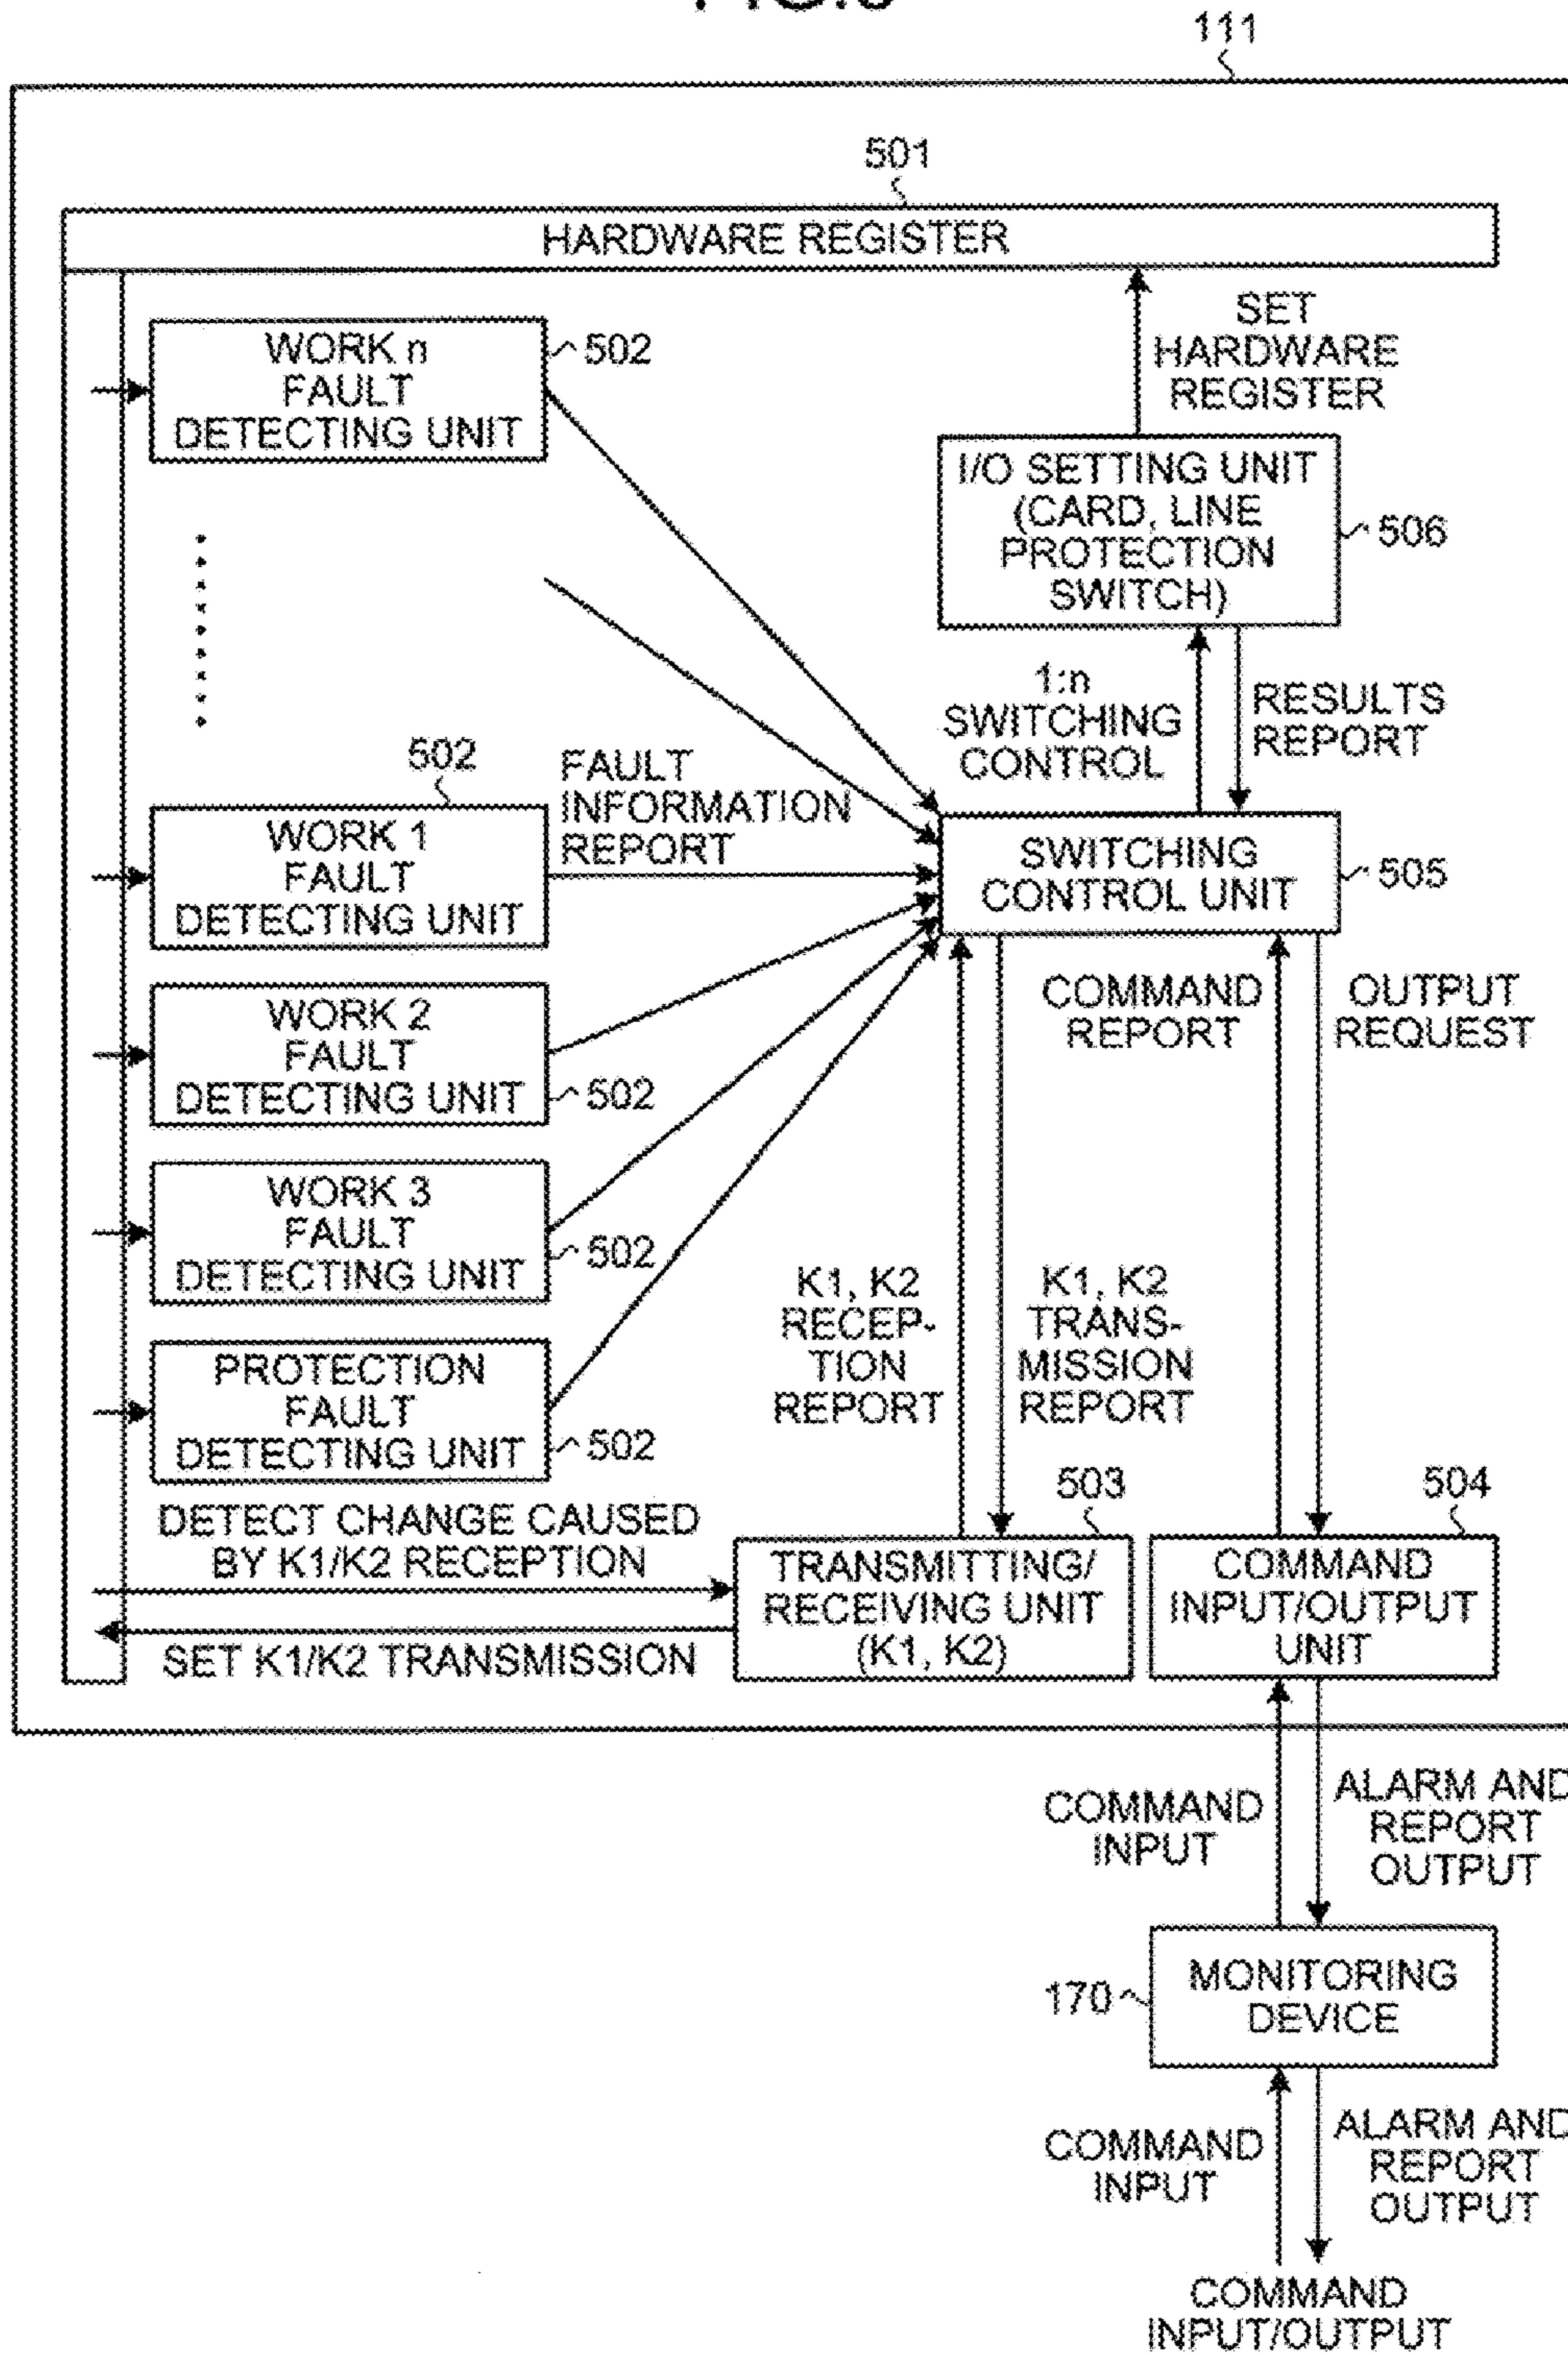 111
501
HARDWARE REGISTER
WORK n
FAULT
DETECTING UNIT
502
SET
HARDWARE
REGISTER
I/O SETTING UNIT
(CARD, LINE
PROTECTION
SWITCH)
506
1:n
SWITCHING
CONTROL
RESULTS
REPORT
502
WORK 1
FAULT
DETECTING UNIT
FAULT
INFORMATION
REPORT
SWITCHING
CONTROL UNIT
505
WORK 2
FAULT
DETECTING UNIT
502
COMMAND
REPORT
OUTPUT
REQUEST
WORK 3
FAULT
DETECTING UNIT
502
PROTECTION
FAULT
DETECTING UNIT
502
K1, K2
RECEP-
TION
REPORT
K1, K2
TRANS-
MISSION
REPORT
DETECT CHANGE CAUSED
BY K1/K2 RECEPTION
SET K1/K2 TRANSMISSION
503
TRANSMITTING/
RECEIVING UNIT
(K1, K2)
504
COMMAND
INPUT/OUTPUT
UNIT
COMMAND
INPUT
ALARM AND
REPORT
OUTPUT
170
MONITORING
DEVICE
COMMAND
INPUT
ALARM AND
REPORT
OUTPUT
COMMAND
INPUT/OUTPUT